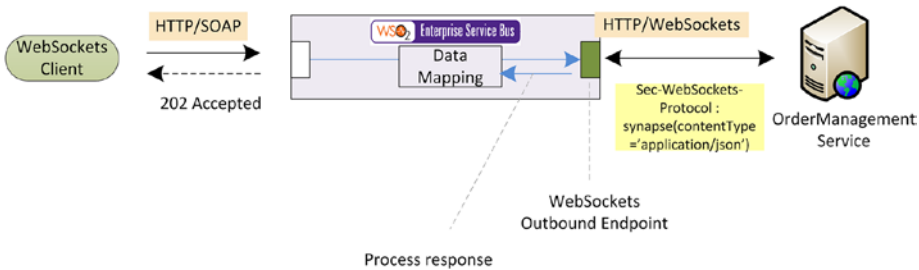 HTTP/SOAP
WSO2 Enterprise Service Bus
HTTP/WebSockets
WebSockets
Client
Data
Mapping
202 Accepted
Sec-WebSockets-
Protocol :
synapse(contentType
='application/json')
OrderManagement
Service
WebSockets
Outbound Endpoint
Process response